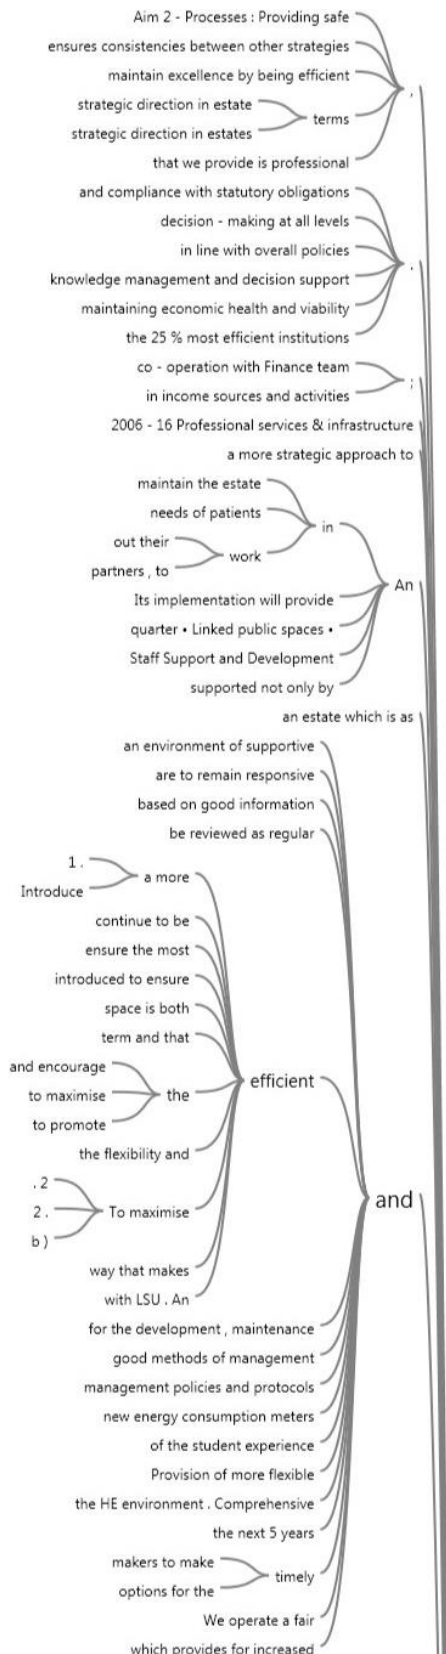 Aim 2 - Processes : Providing safe
ensures consistencies between other strategies
maintain excellence by being efficient
strategic direction in estate
terms
strategic direction in estates
that we provide is professional
,
and compliance with statutory obligations
decision - making at all levels
in line with overall policies
knowledge management and decision support
maintaining economic health and viability
the 25 % most efficient institutions
.
co - operation with Finance team
in income sources and activities
;
2006 - 16 Professional services & infrastructure
a more strategic approach to
maintain the estate
needs of patients
in
out their
work
partners , to
An
Its implementation will provide
quarter • Linked public spaces •
Staff Support and Development
supported not only by
an estate which is as
an environment of supportive
are to remain responsive
based on good information
be reviewed as regular
1 .
a more
Introduce
continue to be
ensure the most
introduced to ensure
space is both
term and that
and encourage
to maximise
the
to promote
efficient
the flexibility and
. 2
2 .
To maximise
b )
way that makes
with LSU . An
and
for the development , maintenance
good methods of management
management policies and protocols
new energy consumption meters
of the student experience
Provision of more flexible
the HE environment . Comprehensive
the next 5 years
makers to make
timely
options for the
We operate a fair
which provides for increased